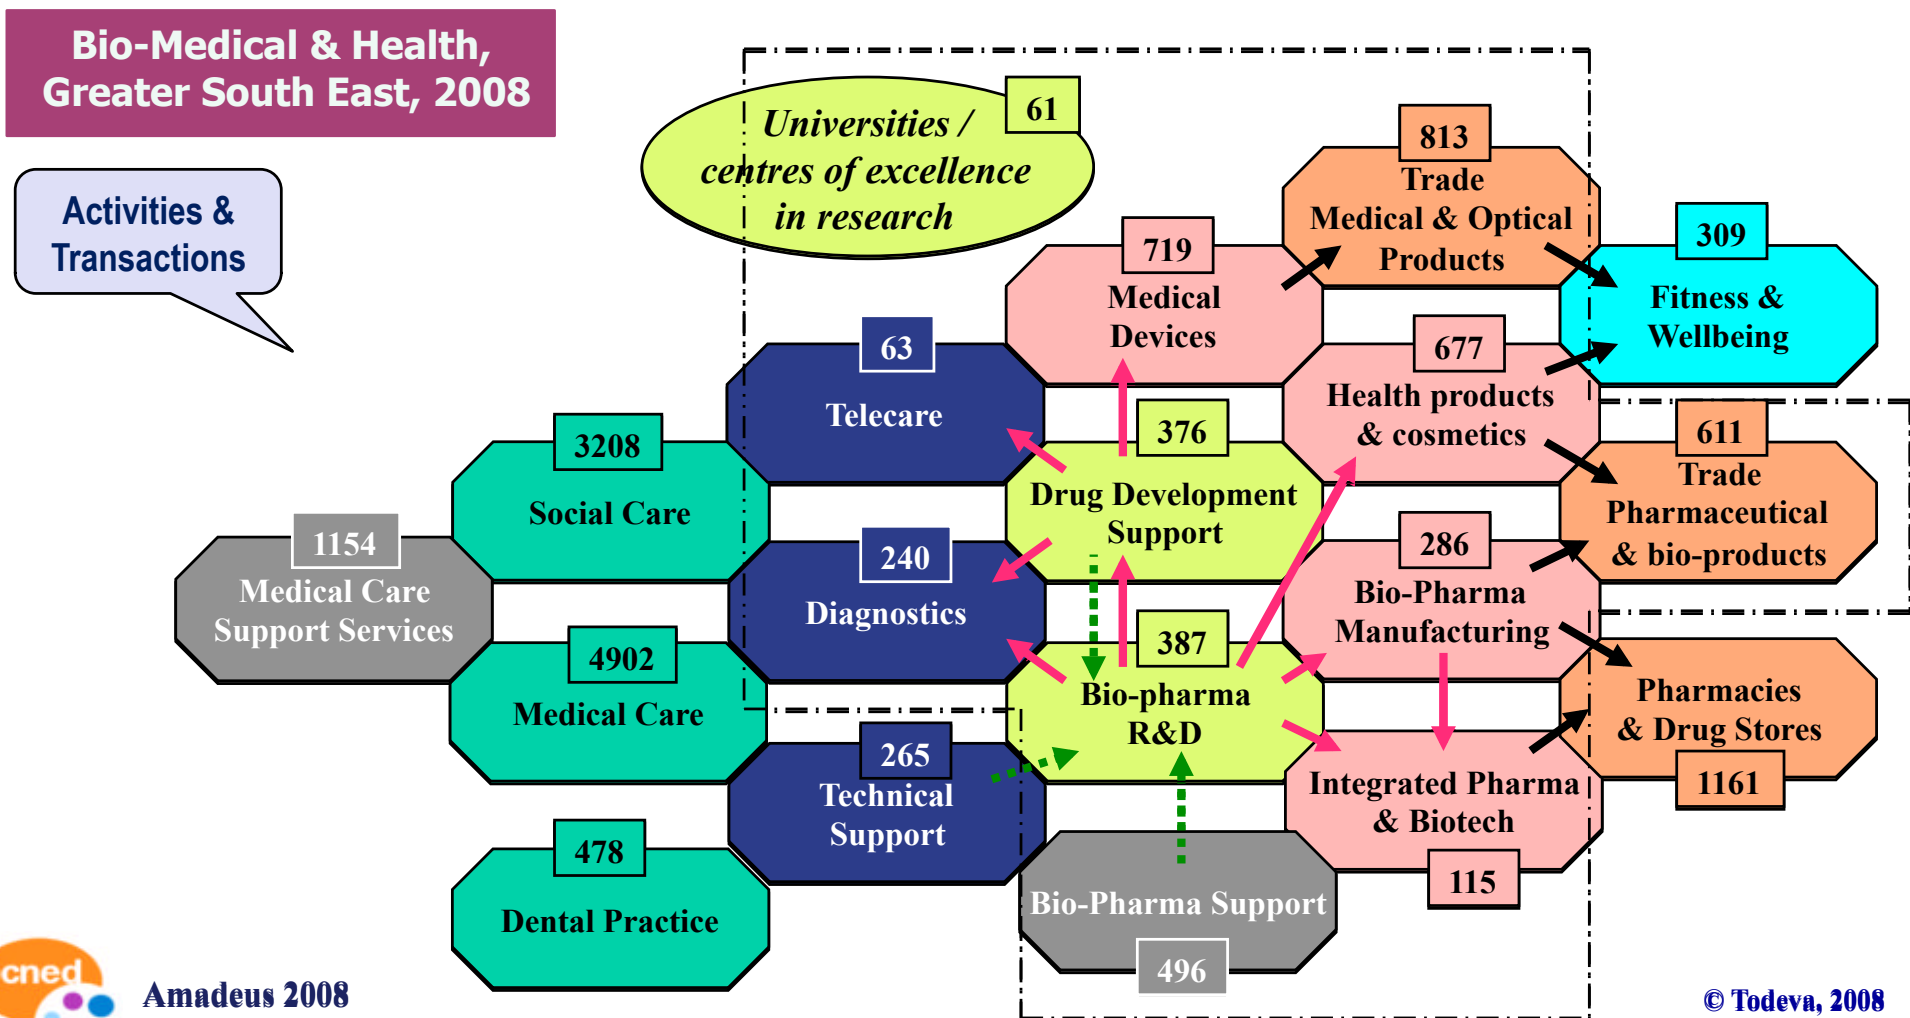 Bio-Medical & Health,
Greater South East, 2008
Activities &
Transactions
61
Universities /
centres of excellence
in research
813
Trade
Medical & Optical
Products
719
Medical
Devices
309
Fitness &
Wellbeing
63
Telecare
677
Health products
& cosmetics
3208
Social Care
376
Drug Development
Support
611
Trade
Pharmaceutical
& bio-products
1154
Medical Care
Support Services
240
Diagnostics
286
Bio-Pharma
Manufacturing
4902
Medical Care
387
Bio-pharma
R&D
Pharmacies
& Drug Stores
1161
265
Technical
Support
Integrated Pharma
& Biotech
115
478
Dental Practice
Bio-Pharma Support
496
cned
Amadeus 2008
© Todeva, 2008